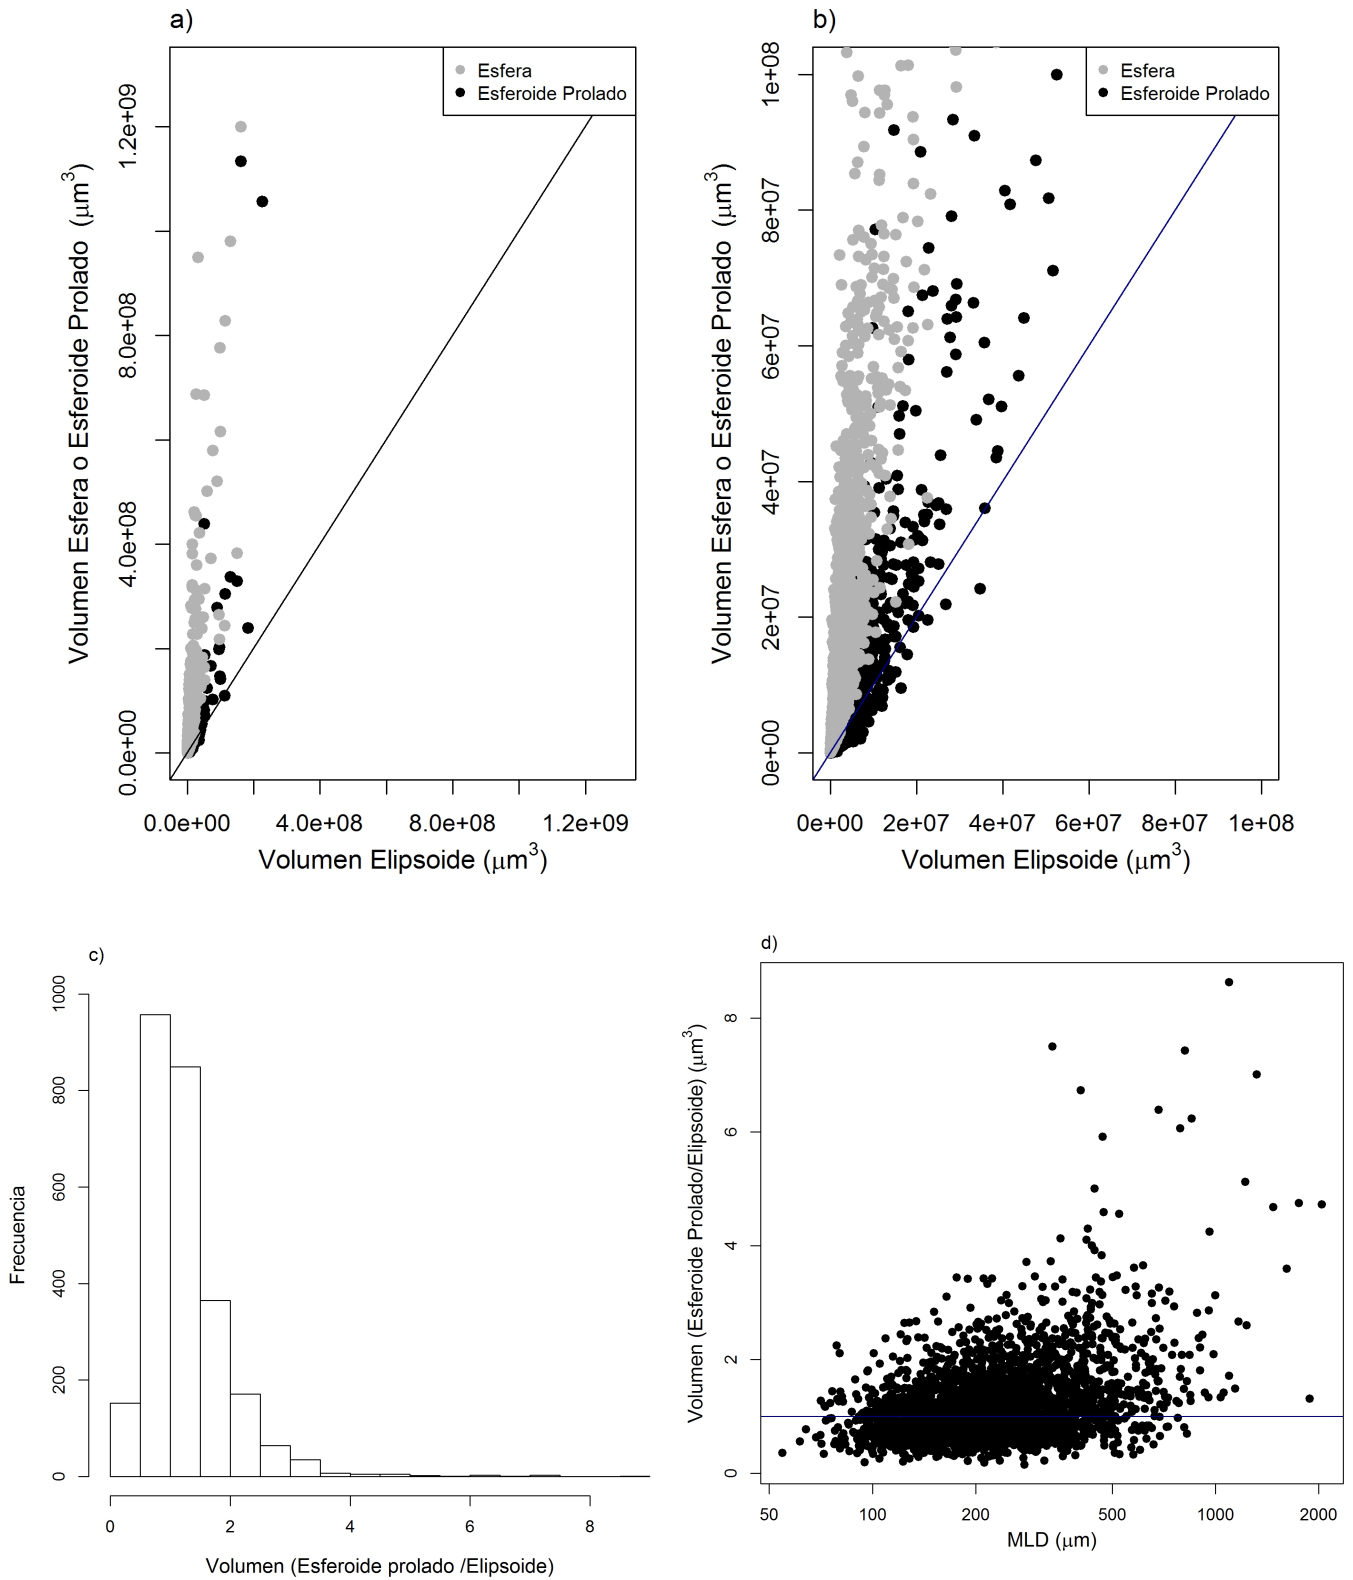 a)
Esfera
Esferoide Prolado
Volumen Esfera o Esferoide Prolado (μm³)
1.2e+09
8.0e+08
4.0e+08
0.0e+00
0.0e+00 4.0e+08 8.0e+08 1.2e+09
Volumen Elipsoide (μm³)
b)
Esfera
Esferoide Prolado
Volumen Esfera o Esferoide Prolado (μm³)
1e+08
8e+07
6e+07
4e+07
2e+07
0e+00
0e+00 2e+07 4e+07 6e+07 8e+07 1e+08
Volumen Elipsoide (μm³)
c)
Frecuencia
1000
800
600
400
200
0
0 2 4 6 8
Volumen (Esferoide prolado /Elipsoide)
d)
Volumen (Esferoide Prolado/Elipsoide) (μm³)
8
6
4
2
0
50 100 200 500 1000 2000
MLD (μm)